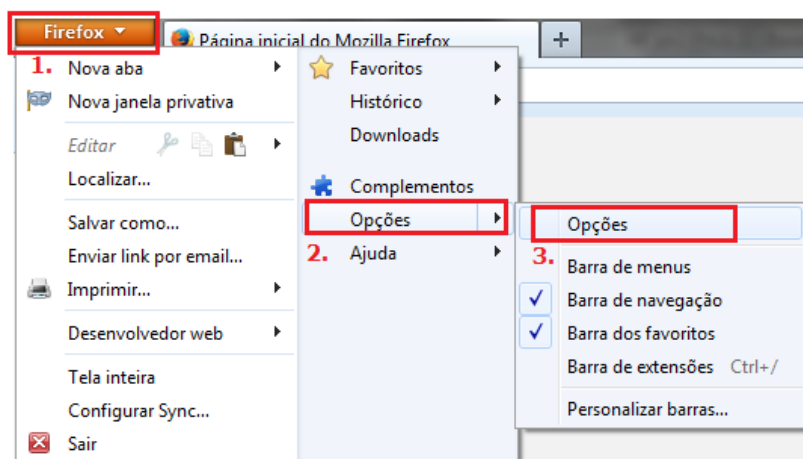 Firefox
Página inicial do Mozilla Firefox
1. Nova aba
Nova janela privativa
Editar
Localizar...
Salvar como...
Enviar link por email...
Imprimir...
Desenvolvedor web
Tela inteira
Configurar Sync...
Sair
Favoritos
Histórico
Downloads
Complementos
Opções
2. Ajuda
Opções
3.
Barra de menus
Barra de navegação
Barra dos favoritos
Barra de extensões Ctrl+/
Personalizar barras...